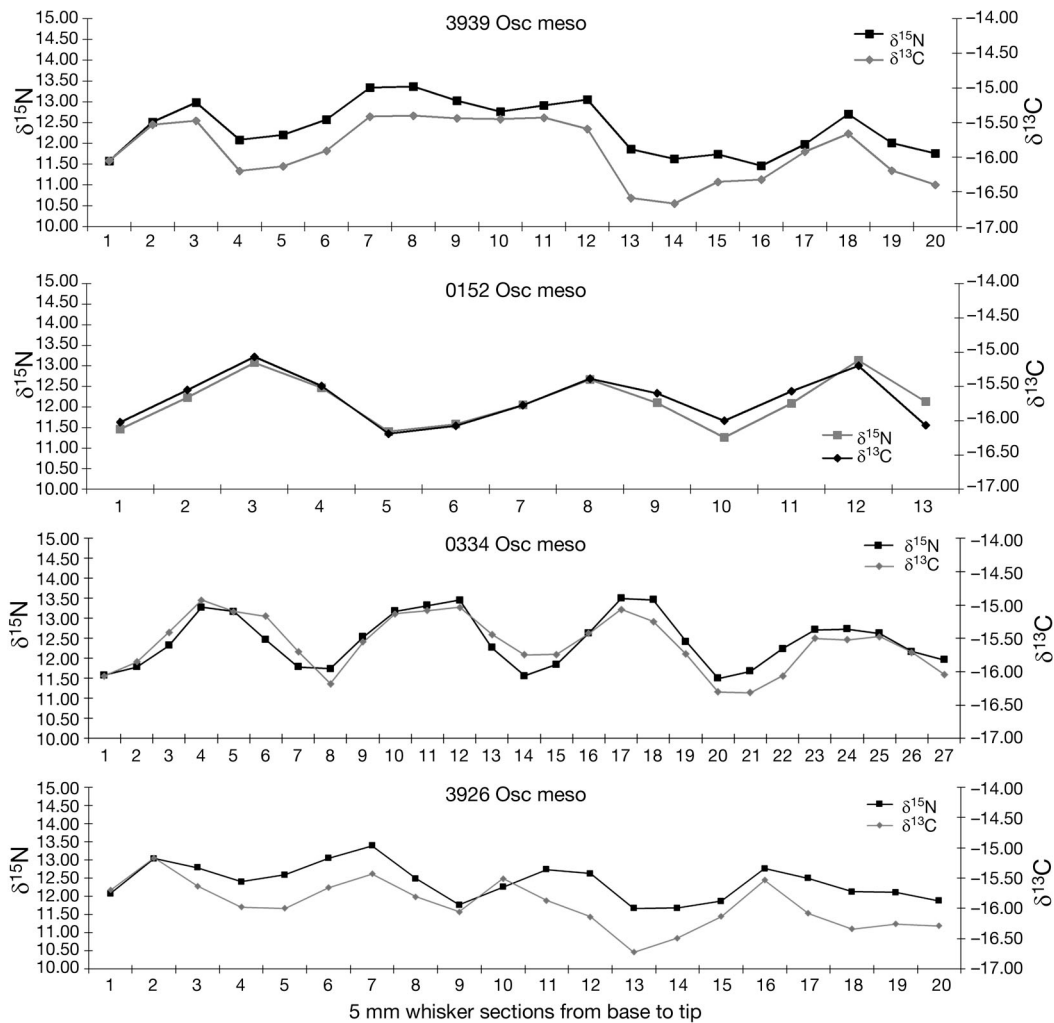 3939 Osc meso
15.00
14.50
14.00
13.50
13.00
12.50
12.00
11.50
11.00
10.50
10.00
δ15N
δ15N
δ13C
–14.00
–14.50
–15.00
–15.50
–16.00
–16.50
–17.00
δ13C
1 2 3 4 5 6 7 8 9 10 11 12 13 14 15 16 17 18 19 20
0152 Osc meso
15.00
14.50
14.00
13.50
13.00
12.50
12.00
11.50
11.00
10.50
10.00
δ15N
δ15N
δ13C
–14.00
–14.50
–15.00
–15.50
–16.00
–16.50
–17.00
δ13C
1 2 3 4 5 6 7 8 9 10 11 12 13
0334 Osc meso
15.00
14.50
14.00
13.50
13.00
12.50
12.00
11.50
11.00
10.50
10.00
δ15N
δ15N
δ13C
–14.00
–14.50
–15.00
–15.50
–16.00
–16.50
–17.00
δ13C
1 2 3 4 5 6 7 8 9 10 11 12 13 14 15 16 17 18 19 20 21 22 23 24 25 26 27
3926 Osc meso
15.00
14.50
14.00
13.50
13.00
12.50
12.00
11.50
11.00
10.50
10.00
δ15N
δ15N
δ13C
–14.00
–14.50
–15.00
–15.50
–16.00
–16.50
–17.00
δ13C
1 2 3 4 5 6 7 8 9 10 11 12 13 14 15 16 17 18 19 20
5 mm whisker sections from base to tip